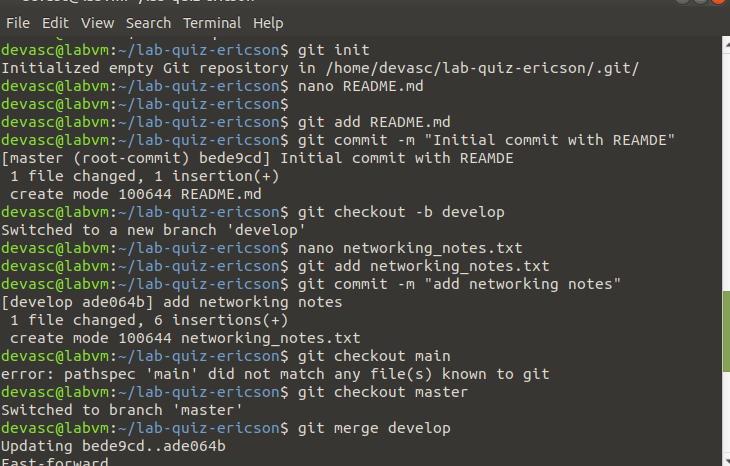 File Edit View Search Terminal Help
devasc@labvm:~/lab-quiz-ericson$ git init
Initialized empty Git repository in /home/devasc/lab-quiz-ericson/.git/
devasc@labvm:~/lab-quiz-ericson$ nano README.md
devasc@labvm:~/lab-quiz-ericson$
devasc@labvm:~/lab-quiz-ericson$ git add README.md
devasc@labvm:~/lab-quiz-ericson$ git commit -m "Initial commit with REAMDE"
[master (root-commit) bede9cd] Initial commit with REAMDE
 1 file changed, 1 insertion(+)
 create mode 100644 README.md
devasc@labvm:~/lab-quiz-ericson$ git checkout -b develop
Switched to a new branch 'develop'
devasc@labvm:~/lab-quiz-ericson$ nano networking_notes.txt
devasc@labvm:~/lab-quiz-ericson$ git add networking_notes.txt
devasc@labvm:~/lab-quiz-ericson$ git commit -m "add networking notes"
[develop ade064b] add networking notes
 1 file changed, 6 insertions(+)
 create mode 100644 networking_notes.txt
devasc@labvm:~/lab-quiz-ericson$ git checkout main
error: pathspec 'main' did not match any file(s) known to git
devasc@labvm:~/lab-quiz-ericson$ git checkout master
Switched to branch 'master'
devasc@labvm:~/lab-quiz-ericson$ git merge develop
Updating bede9cd..ade064b
Fast-forward